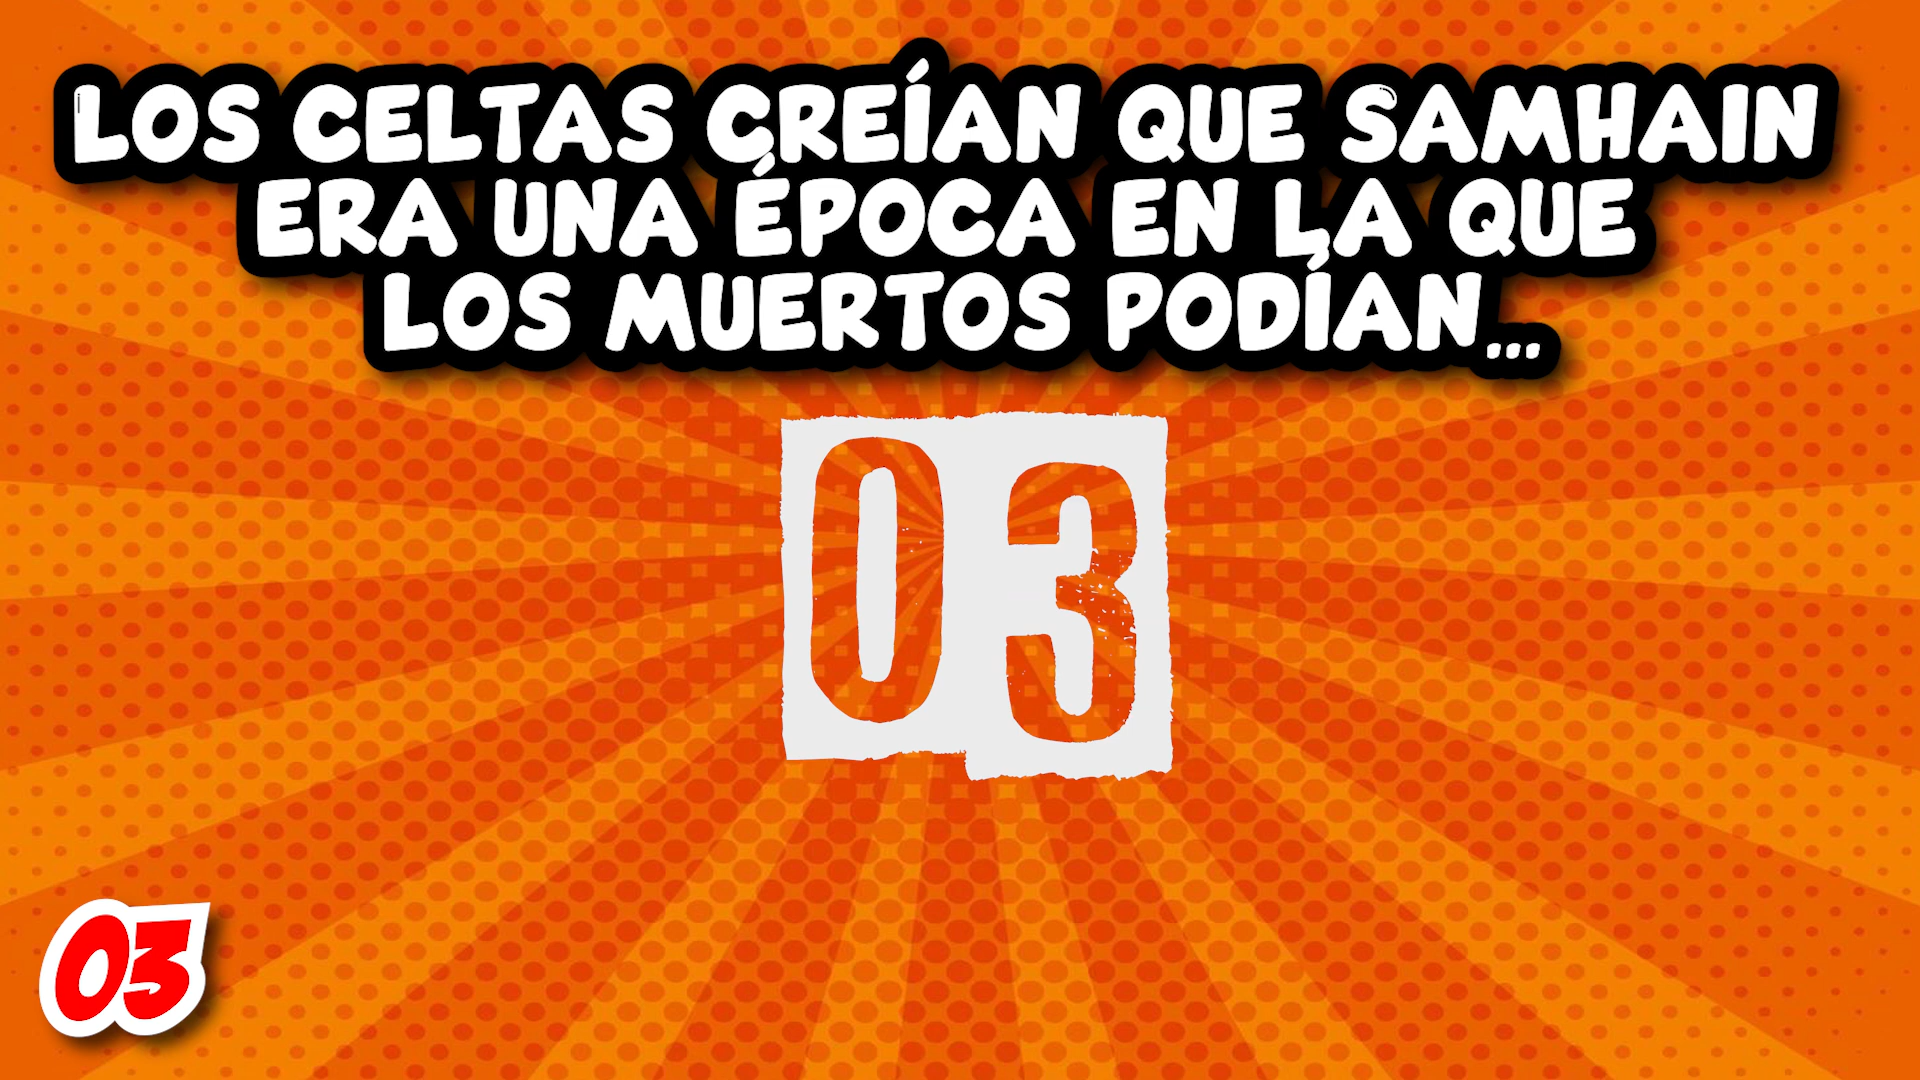 LOS CELTAS CREÍAN QUE SAMHAIN
ERA UNA ÉPOCA EN LA QUE
LOS MUERTOS PODÍAN...
03
03